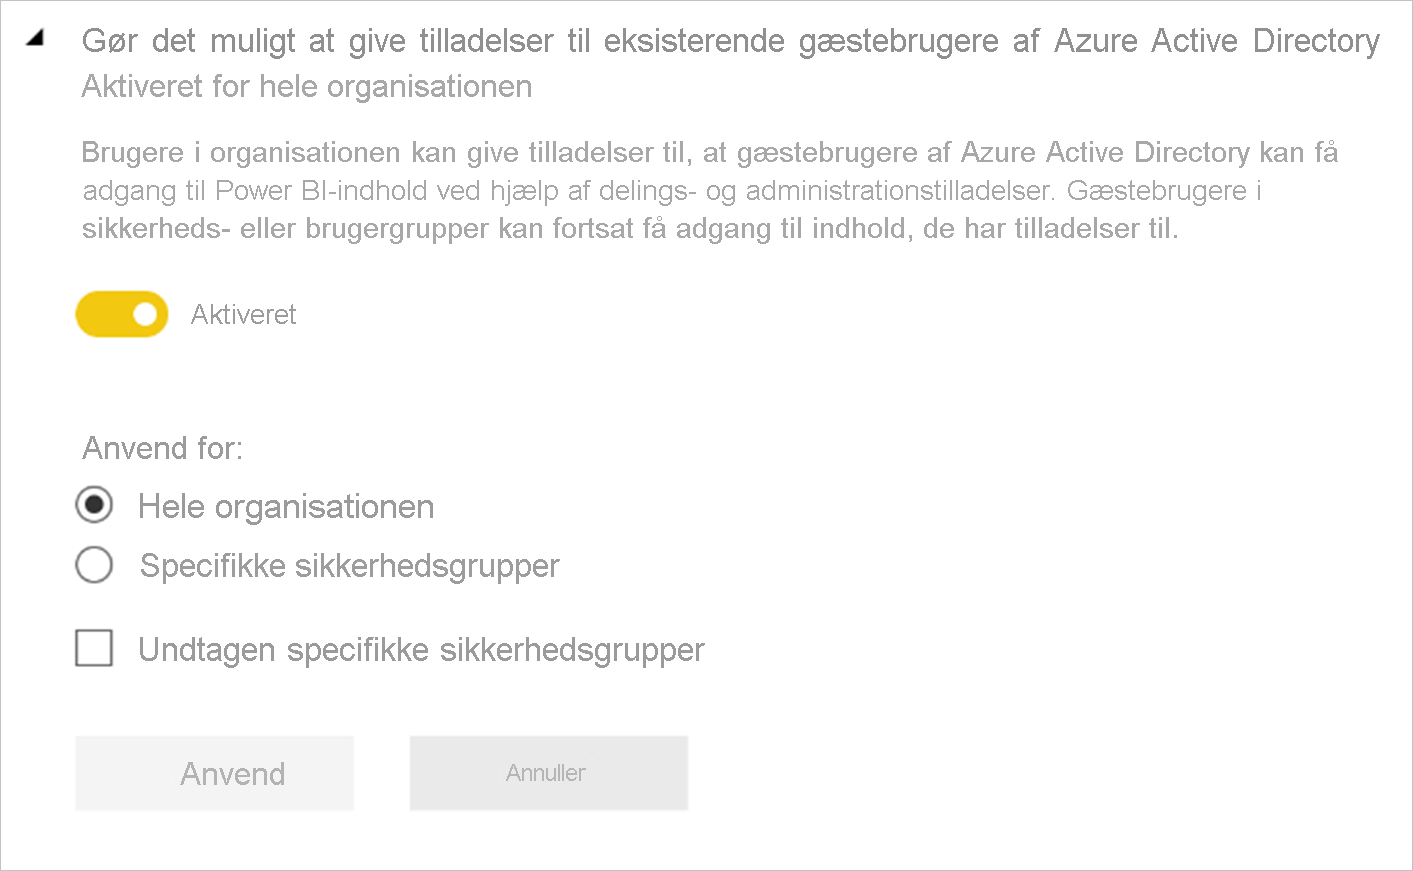 Gør det muligt at give tilladelser til eksisterende gæstebrugere af Azure Active Directory
Aktiveret for hele organisationen
Brugere i organisationen kan give tilladelser til, at gæstebrugere af Azure Active Directory kan få
adgang til Power BI-indhold ved hjælp af delings- og administrationstilladelser. Gæstebrugere i
sikkerheds- eller brugergrupper kan fortsat få adgang til indhold, de har tilladelser til.
Aktiveret
Anvend for:
Hele organisationen
Specifikke sikkerhedsgrupper
Undtagen specifikke sikkerhedsgrupper
Anvend
Annuller